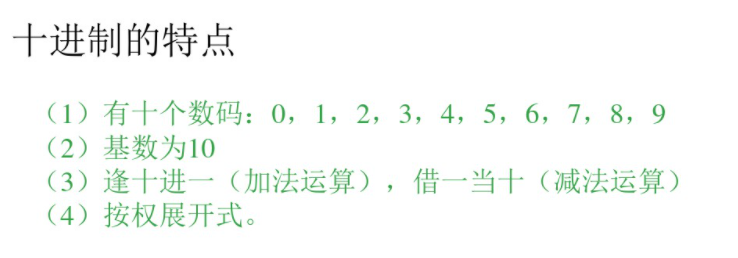 十进制的特点
（1）有十个数码：0，1，2，3，4，5，6，7，8，9
（2）基数为10
（3）逢十进一（加法运算），借一当十（减法运算）
（4）按权展开式。